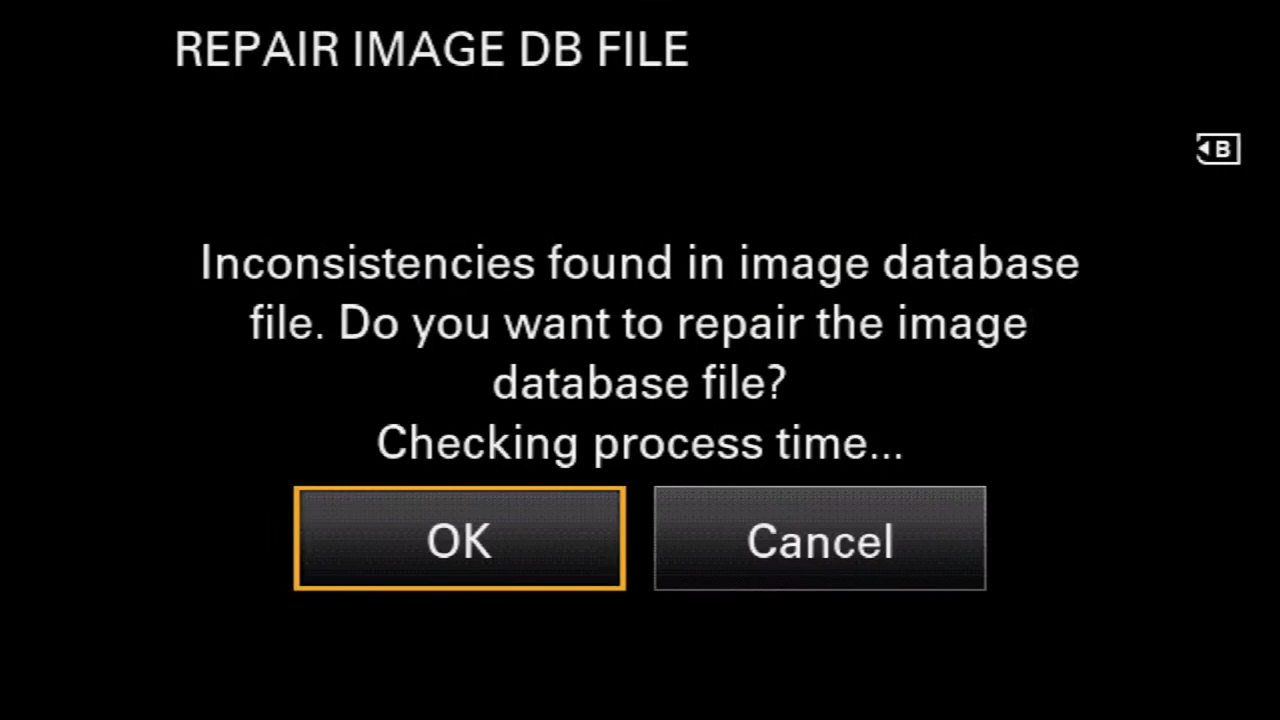 REPAIR IMAGE DB FILE
B
Inconsistencies found in image database
file. Do you want to repair the image
database file?
Checking process time...
OK Cancel